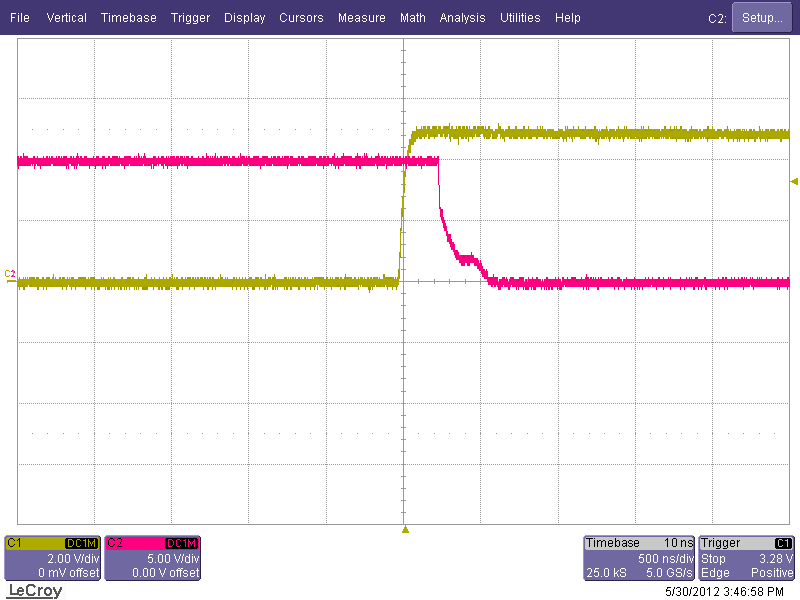 File Vertical Timebase Trigger Display Cursors Measure Math Analysis Utilities Help C2: Setup...
C2
C1 DC1M
2.00 V/div
0 mV offset
C2 DC1M
5.00 V/div
0.00 V offset
Timebase 10 ns
500 ns/div
25.0 kS 5.0 GS/s
Trigger C1
Stop 3.28 V
Edge Positive
LeCroy
5/30/2012 3:46:58 PM